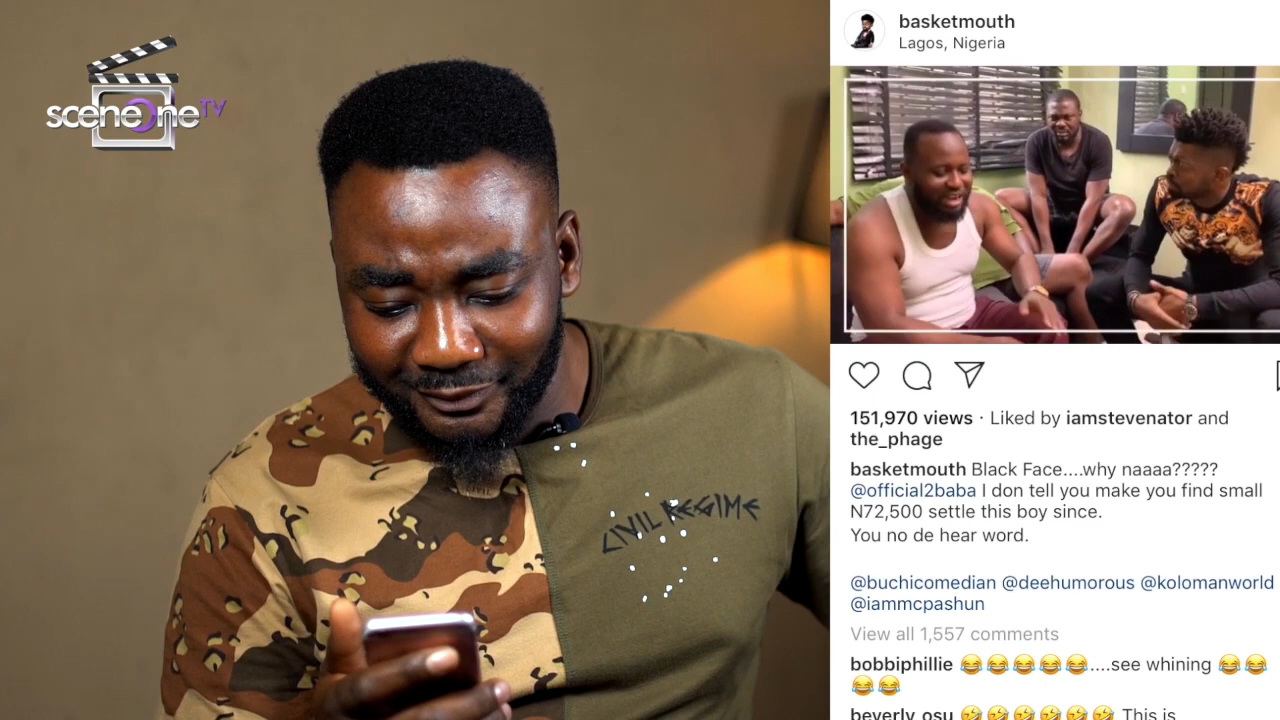 sceneOne TV
CIVIL REGIME
basketmouth
Lagos, Nigeria
151,970 views · Liked by iamstevenator and
the_phage
basketmouth Black Face....why naaaa?????
@official2baba I don tell you make you find small
N72,500 settle this boy since.
You no de hear word.
@buchicomedian @deehumorous @kolomanworld
@iammcpashun
View all 1,557 comments
bobbiphillie 😂😂😂😂😂....see whining 😂😂
😂😂
beverly_osu 🤣🤣🤣🤣🤣🤣 This is